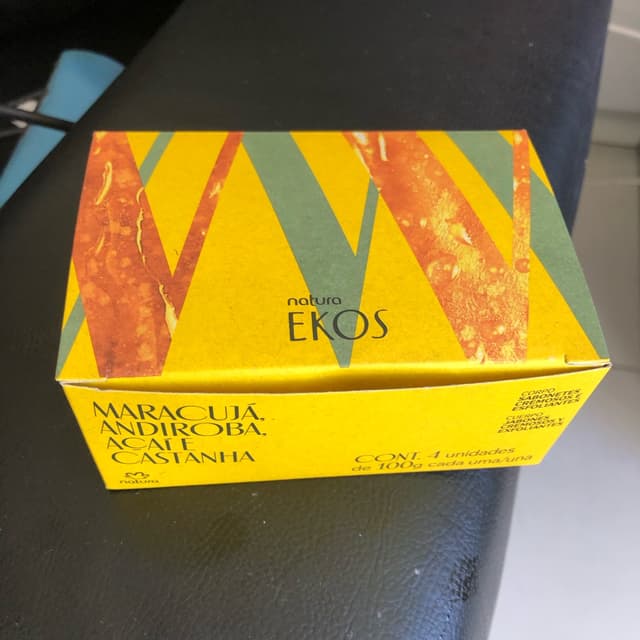 natura
EKOS
MARACUJÁ,
ANDIROBA,
AÇAÍ E
CASTANHA
natura
CONT. 4 unidades
de 100g cada uma/una
CORPO
SABONETES
CREMOSOS E
ESFOLIANTES
CUERPO
JABONES
CREMOSOS Y
EXFOLIANTES